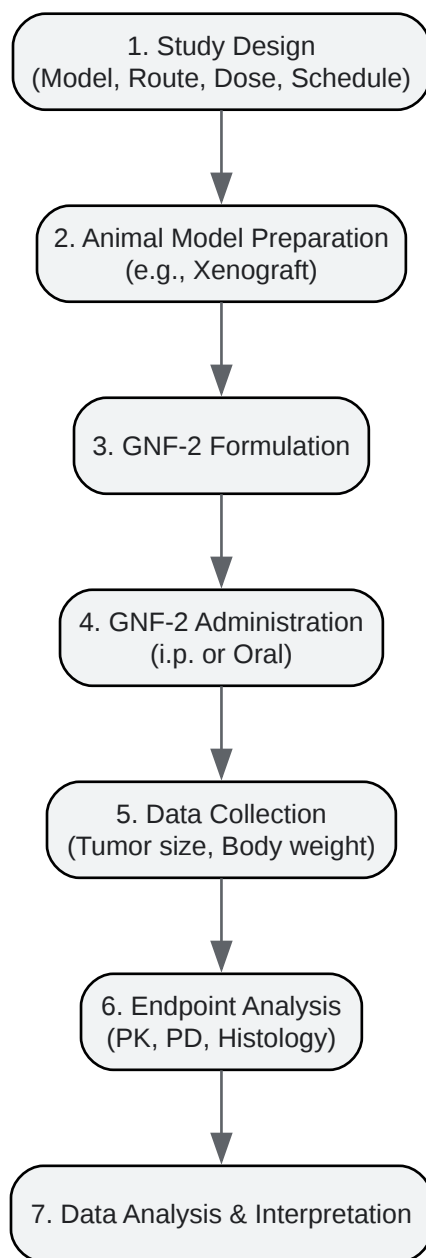 1. Study Design
(Model, Route, Dose, Schedule)
2. Animal Model Preparation
(e.g., Xenograft)
3. GNF-2 Formulation
4. GNF-2 Administration
(i.p. or Oral)
5. Data Collection
(Tumor size, Body weight)
6. Endpoint Analysis
(PK, PD, Histology)
7. Data Analysis & Interpretation